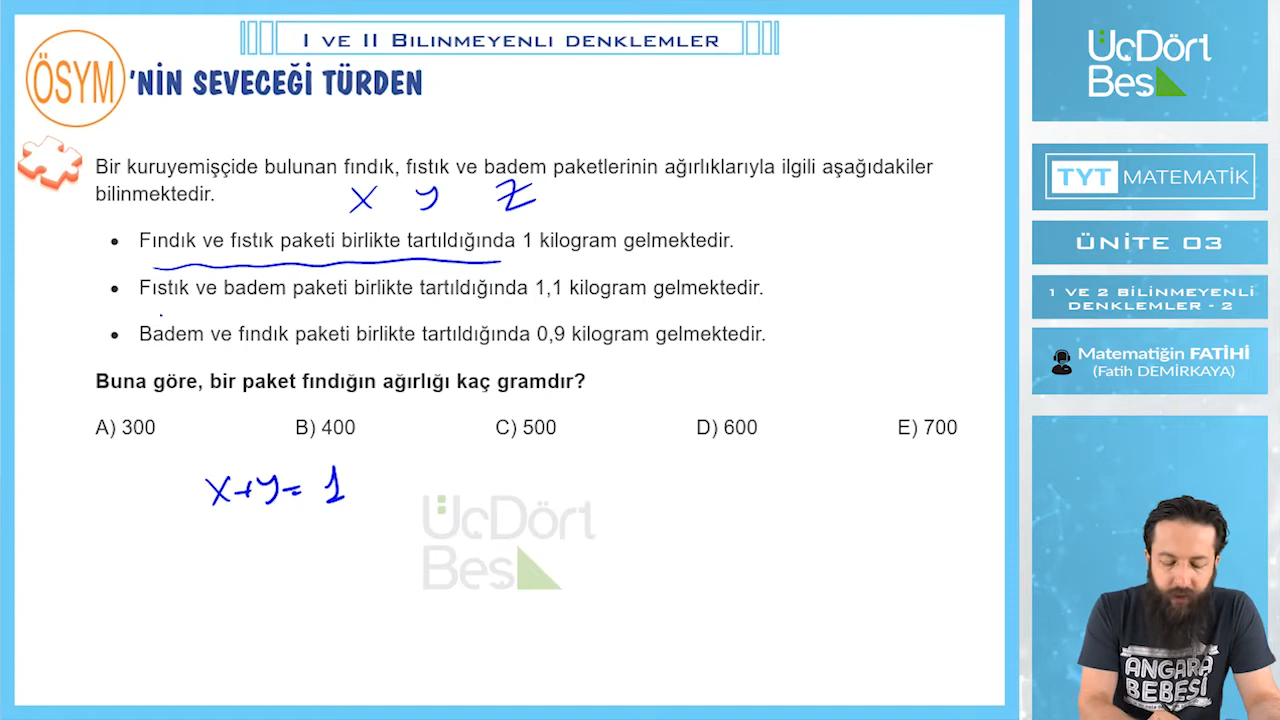 I VE II BILINMEYENLI DENKLEMLER
ÖSYM'NİN SEVECEĞİ TÜRDEN
Bir kuruyemişçide bulunan fındık, fıstık ve badem paketlerinin ağırlıklarıyla ilgili aşağıdakiler
bilinmektedir.
x y z
• Fındık ve fıstık paketi birlikte tartıldığında 1 kilogram gelmektedir.
• Fıstık ve badem paketi birlikte tartıldığında 1,1 kilogram gelmektedir.
• Badem ve fındık paketi birlikte tartıldığında 0,9 kilogram gelmektedir.
Buna göre, bir paket fındığın ağırlığı kaç gramdır?
A) 300 B) 400 C) 500 D) 600 E) 700
x+y= 1
ÜçDört
Beş
ÜçDört
Beş
TYT MATEMATİK
ÜNİTE 03
1 VE 2 BİLİNMEYENLİ
DENKLEMLER - 2
Matematiğin FATİHİ
(Fatih DEMİRKAYA)
ANGARA
BEBESİ